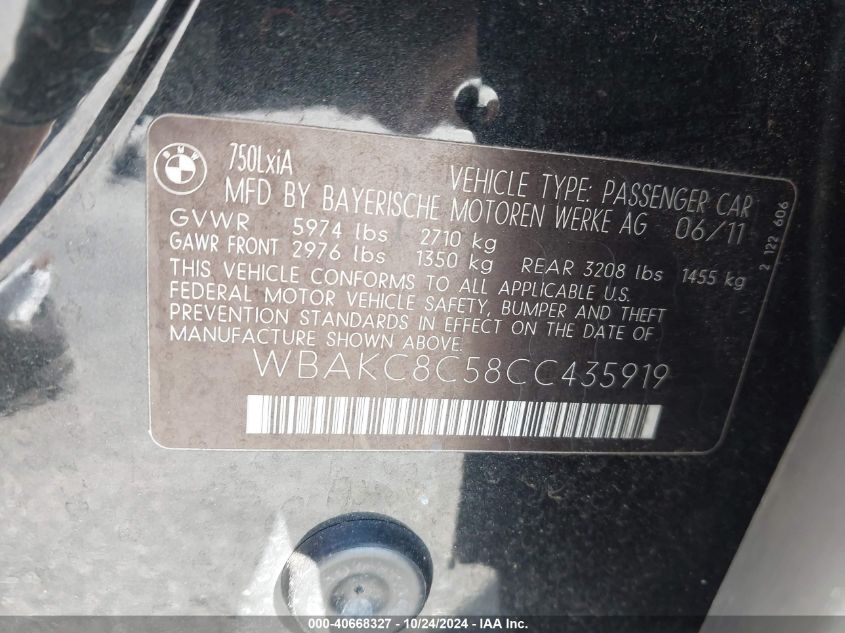 BMW
750LxiA
VEHICLE TYPE: PASSENGER CAR
MFD BY BAYERISCHE MOTOREN WERKE AG 06/11
GVWR 5974 lbs 2710 kg
GAWR FRONT 2976 lbs 1350 kg REAR 3208 lbs 1455 kg
THIS VEHICLE CONFORMS TO ALL APPLICABLE U.S.
FEDERAL MOTOR VEHICLE SAFETY, BUMPER AND THEFT
PREVENTION STANDARDS IN EFFECT ON THE DATE OF
MANUFACTURE SHOWN ABOVE.
WBAKC8C58CC435919
2 122 606
000-40668327 - 10/24/2024 - IAA Inc.